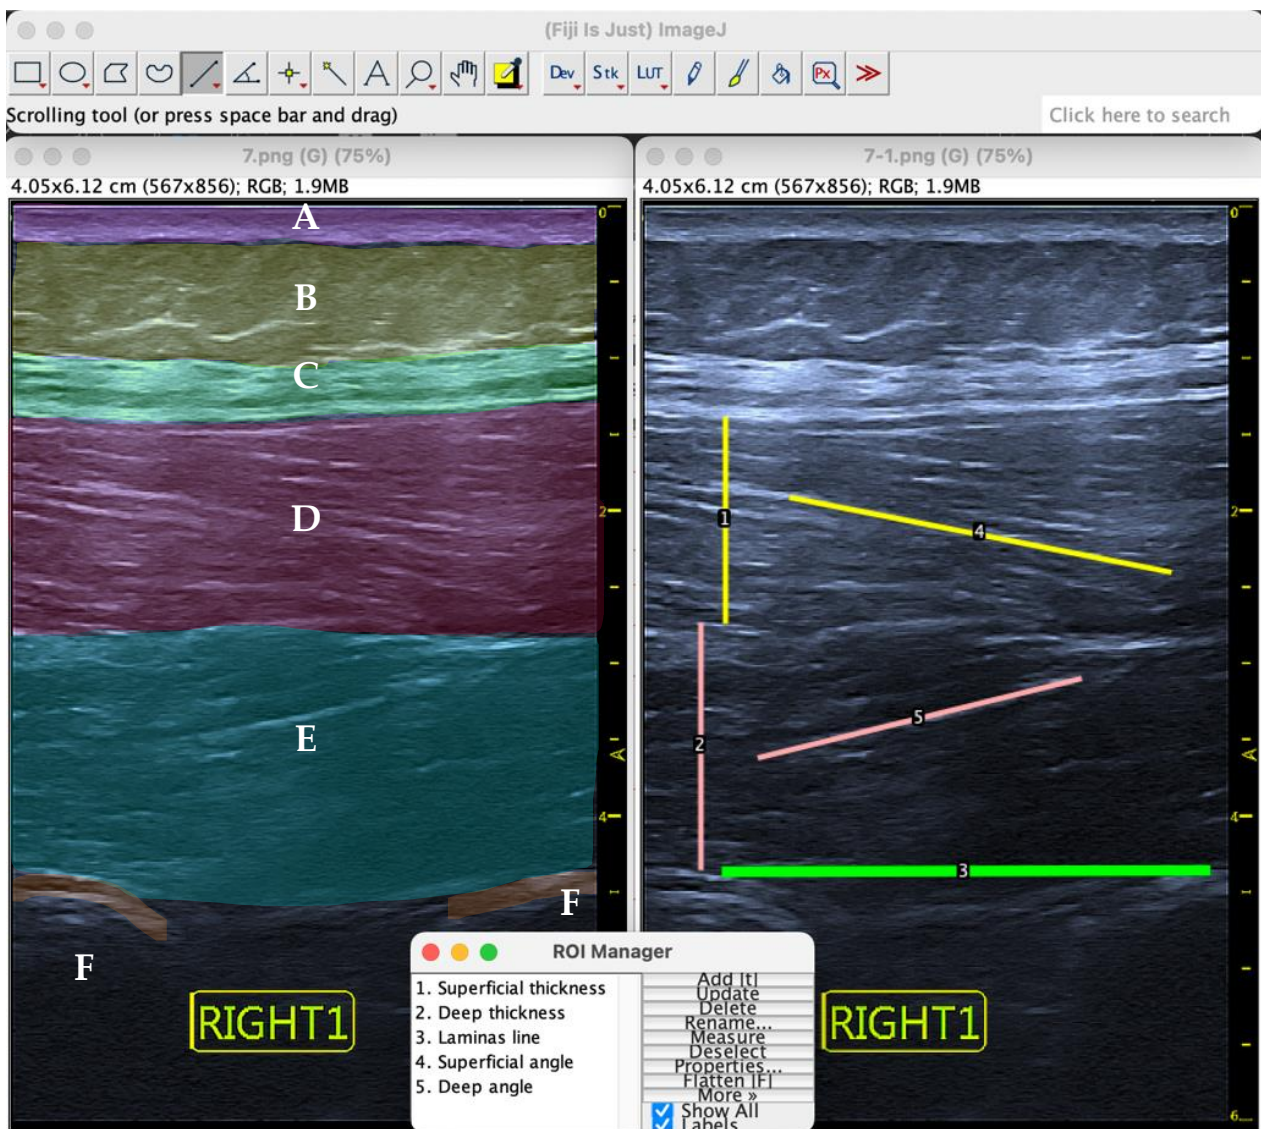 (Fiji Is Just) ImageJ
Dev Stk LUT Px
Scrolling tool (or press space bar and drag)
Click here to search
7.png (G) (75%)
4.05x6.12 cm (567x856); RGB; 1.9MB
A
B
C
D
E
F
F
0
2
4
RIGHT1
7-1.png (G) (75%)
4.05x6.12 cm (567x856); RGB; 1.9MB
0
1
2
4
2
5
4
3
RIGHT1
6
ROI Manager
1. Superficial thickness
2. Deep thickness
3. Laminas line
4. Superficial angle
5. Deep angle
Add [t]
Update
Delete
Rename...
Measure
Deselect
Properties...
Flatten [F]
More »
Show All
Labels